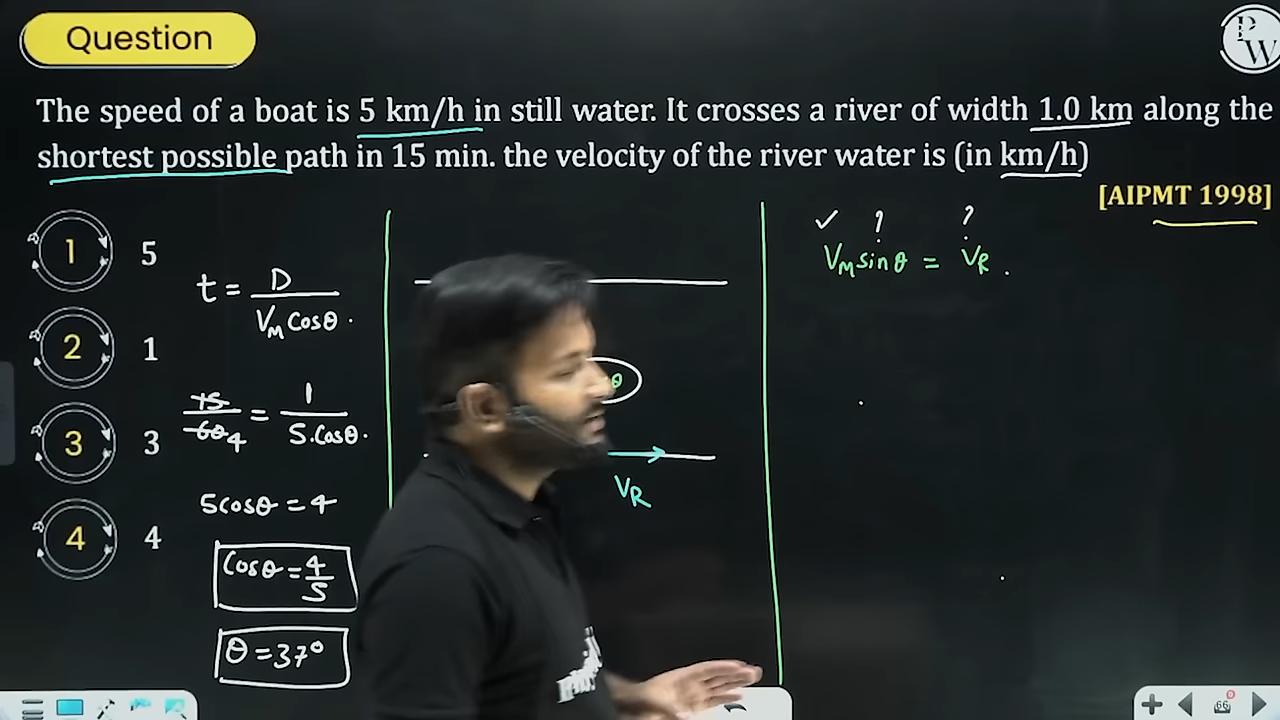 Question
PW
The speed of a boat is 5 km/h in still water. It crosses a river of width 1.0 km along the
shortest possible path in 15 min. the velocity of the river water is (in km/h)
[AIPMT 1998]
1 5
2 1
3 3
4 4
t = D / V_M Cosθ.
15/60 4 = 1 / 5.Cosθ.
5cosθ = 4
Cosθ = 4/5
θ = 37°
θ
V_R
✓ ? ?
V_M sinθ = V_R.
66